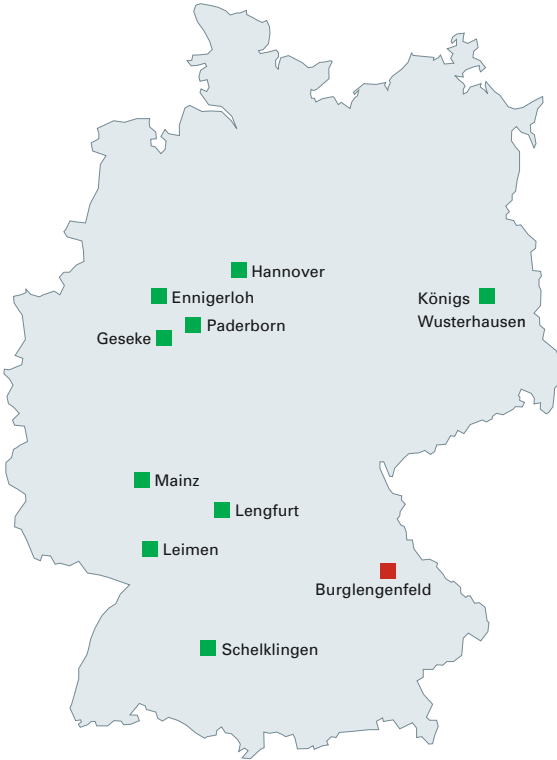 Hannover
Ennigerloh
Königs
Wusterhausen
Paderborn
Geseke
Mainz
Lengfurt
Leimen
Burglengenfeld
Schelklingen